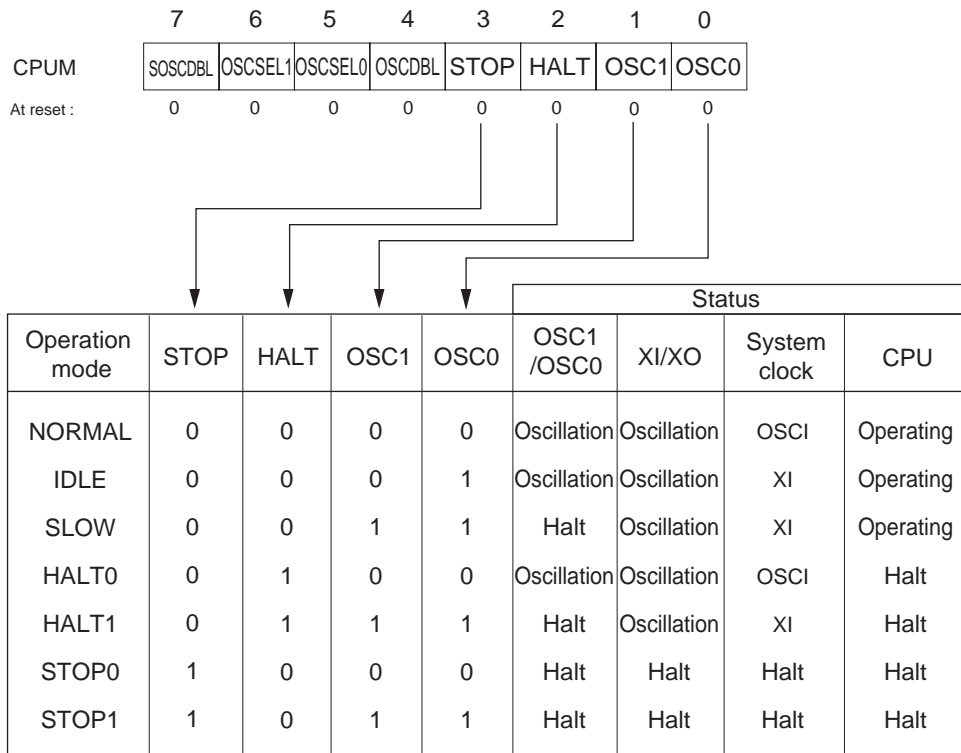 7 6 5 4 3 2 1 0
CPUM SOSCDBL OSCSEL1 OSCSEL0 OSCDBL STOP HALT OSC1 OSC0
At reset : 0 0 0 0 0 0 0 0
Status
Operation mode STOP HALT OSC1 OSC0 OSC1 /OSC0 XI/XO System clock CPU
NORMAL 0 0 0 0 Oscillation Oscillation OSCI Operating
IDLE 0 0 0 1 Oscillation Oscillation XI Operating
SLOW 0 0 1 1 Halt Oscillation XI Operating
HALT0 0 1 0 0 Oscillation Oscillation OSCI Halt
HALT1 0 1 1 1 Halt Oscillation XI Halt
STOP0 1 0 0 0 Halt Halt Halt Halt
STOP1 1 0 1 1 Halt Halt Halt Halt